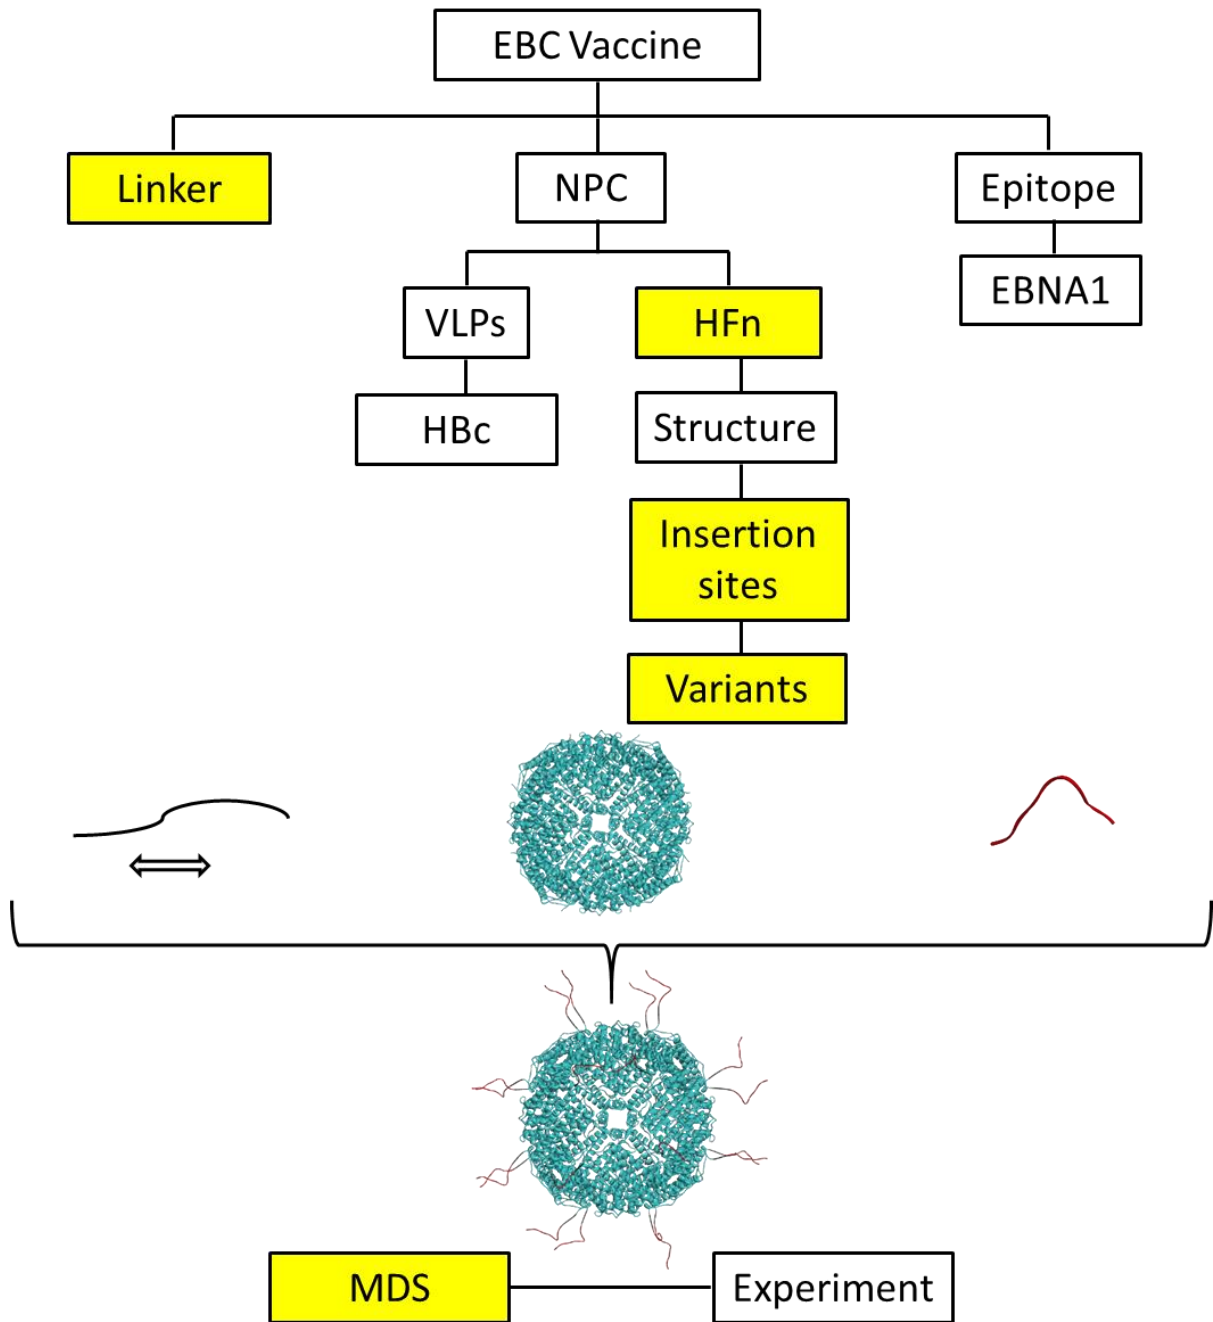 EBC Vaccine
Linker
NPC
Epitope
EBNA1
VLPs
HFn
HBc
Structure
Insertion
sites
Variants
MDS
Experiment